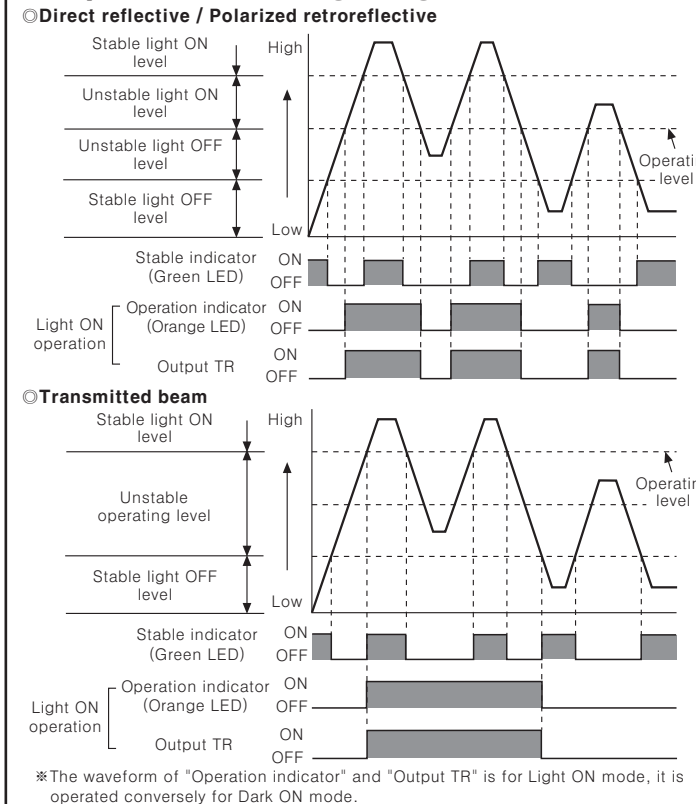 ◎Direct reflective / Polarized retroreflective
Stable light ON
level
High
Unstable light ON
level
Unstable light OFF
level
Operati
level
Stable light OFF
level
Low
Stable indicator
(Green LED)
ON
OFF
Light ON
operation
Operation indicator
(Orange LED)
ON
OFF
Output TR
ON
OFF
◎Transmitted beam
Stable light ON
level
High
Unstable
operating level
Operatin
level
Stable light OFF
level
Low
Stable indicator
(Green LED)
ON
OFF
Light ON
operation
Operation indicator
(Orange LED)
ON
OFF
Output TR
ON
OFF
※The waveform of "Operation indicator" and "Output TR" is for Light ON mode, it is
operated conversely for Dark ON mode.